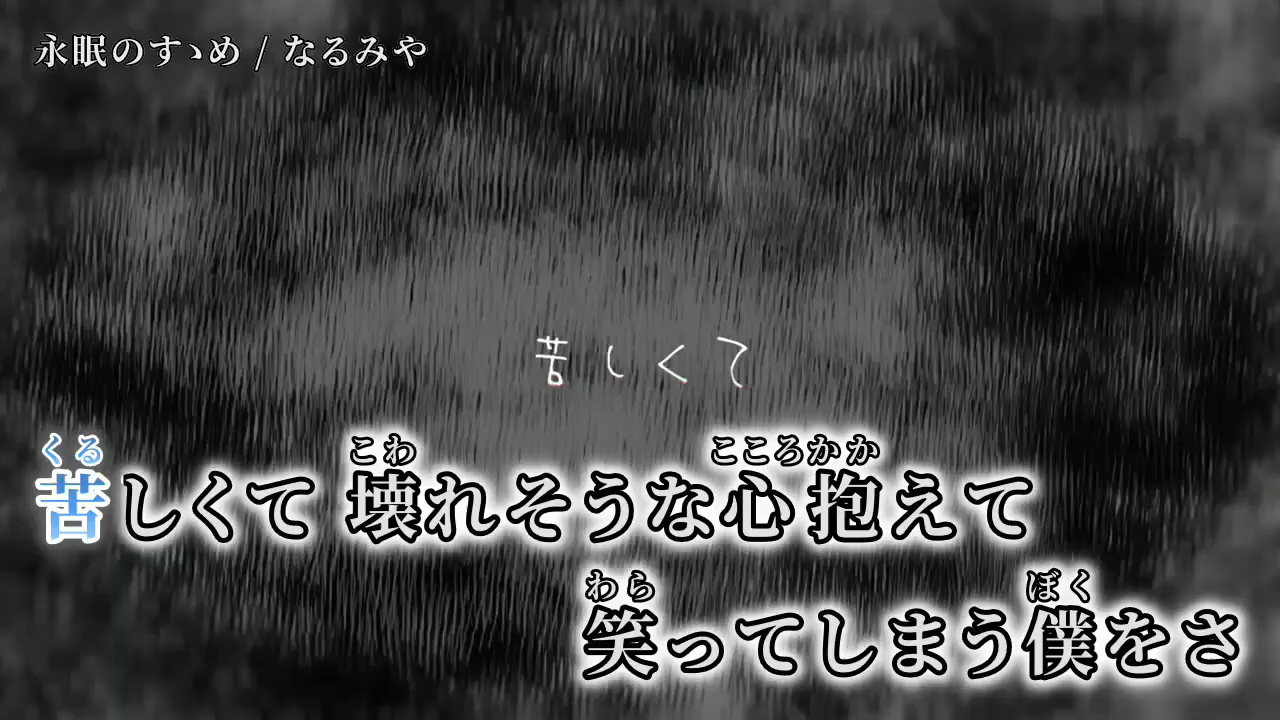 永眠のすゝめ / なるみや
苦しくて
くる こわ こころかか
苦しくて 壊れそうな心抱えて
わら ぼく
笑ってしまう僕をさ